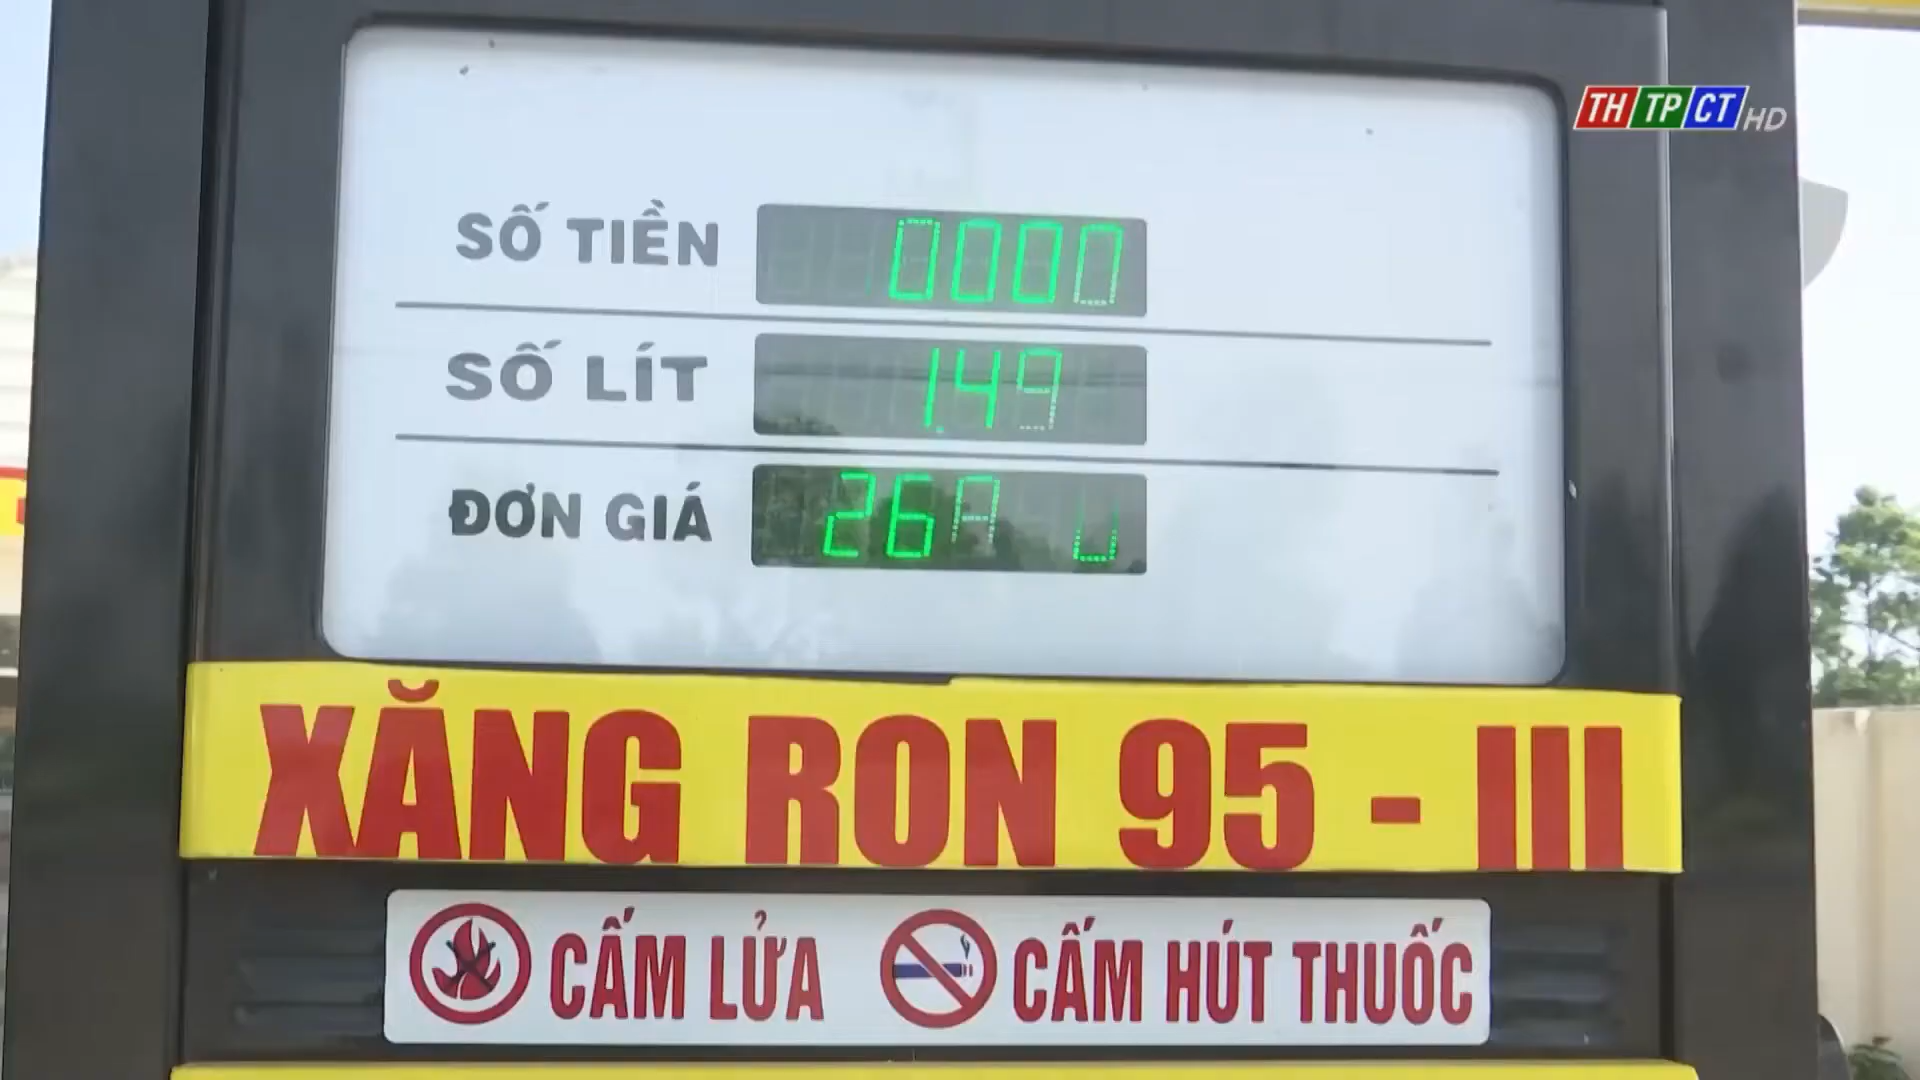 THTPCT HD
SỐ TIỀN 0000
SỐ LÍT 1.49
ĐƠN GIÁ 26
XĂNG RON 95 - III
CẤM LỬA CẤM HÚT THUỐC